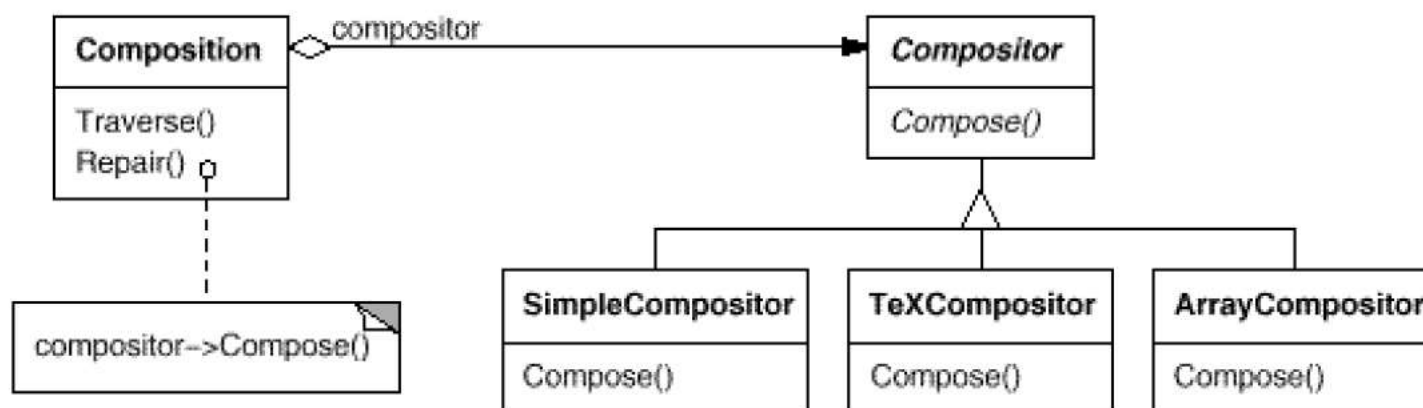 Composition
Traverse()
Repair()
compositor
Compositor
Compose()
compositor->Compose()
SimpleCompositor
Compose()
TeXCompositor
Compose()
ArrayCompositor
Compose()